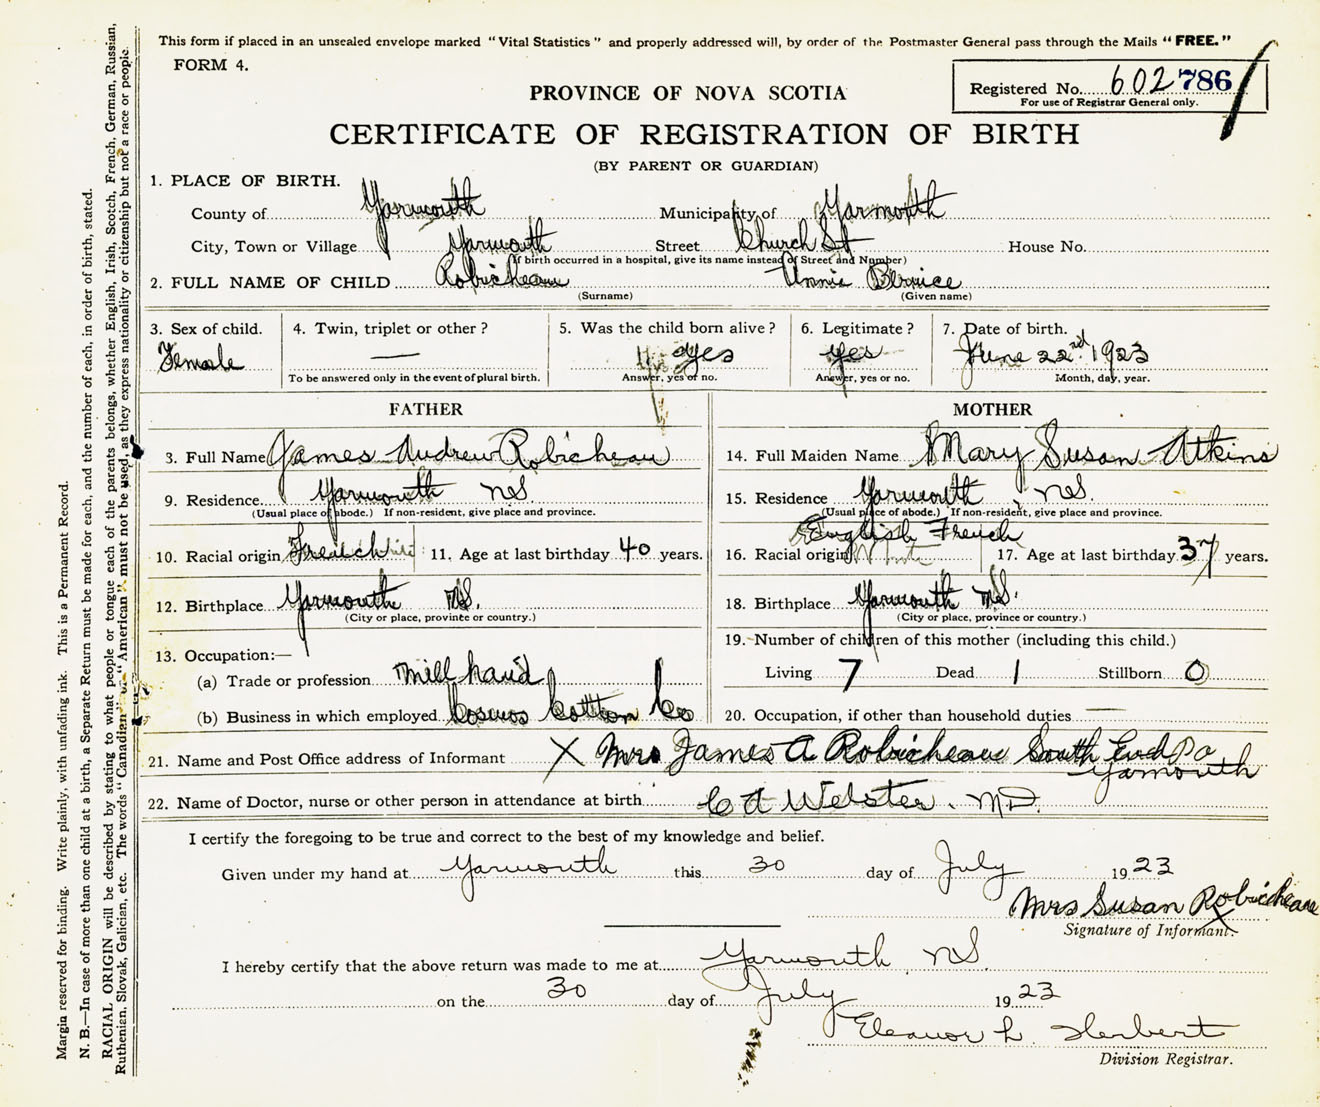 This form if placed in an unsealed envelope marked "Vital Statistics" and properly addressed will, by order of the Postmaster General pass through the Mails "FREE."
FORM 4.
Registered No. 602786
For use of Registrar General only.
PROVINCE OF NOVA SCOTIA
CERTIFICATE OF REGISTRATION OF BIRTH
(BY PARENT OR GUARDIAN)
1. PLACE OF BIRTH.
County of Yarmouth Municipality of Yarmouth
City, Town or Village Yarmouth Street Church St House No.
(If birth occurred in a hospital, give its name instead of Street and Number)
2. FULL NAME OF CHILD Robicheau Annie Bernice
(Surname) (Given name)
3. Sex of child. 4. Twin, triplet or other? 5. Was the child born alive? 6. Legitimate? 7. Date of birth.
Female — yes yes June 22nd 1923
To be answered only in the event of plural birth. Answer, yes or no. Answer, yes or no. Month, day, year.
FATHER MOTHER
3. Full Name James Andrew Robicheau 14. Full Maiden Name Mary Susan Atkins
9. Residence Yarmouth NS. 15. Residence Yarmouth NS.
(Usual place of abode.) If non-resident, give place and province. (Usual place of abode.) If non-resident, give place and province.
10. Racial origin French 11. Age at last birthday 40 years. 16. Racial origin English French 17. Age at last birthday 37 years.
12. Birthplace Yarmouth NS. 18. Birthplace Yarmouth NS.
(City or place, province or country.) (City or place, province or country.)
13. Occupation:— 19. Number of children of this mother (including this child.)
(a) Trade or profession Mill hand Living 7 Dead 1 Stillborn 0
(b) Business in which employed Cosmos Cotton Co 20. Occupation, if other than household duties —
21. Name and Post Office address of Informant X Mrs James A Robicheau South End P o Yarmouth
22. Name of Doctor, nurse or other person in attendance at birth C A Webster. MD.
I certify the foregoing to be true and correct to the best of my knowledge and belief.
Given under my hand at Yarmouth this 30 day of July 1923
Mrs Susan Robicheau
Signature of Informant.
I hereby certify that the above return was made to me at Yarmouth NS.
on the 30 day of July 1923
Eleanor L. Herbert
Division Registrar.
Margin reserved for binding. Write plainly, with unfading ink. This is a Permanent Record.
N. B.—In case of more than one child at a birth, a Separate Return must be made for each, and the number of each, in order of birth, stated.
RACIAL ORIGIN will be described by stating to what people or tongue each of the parents belongs, whether English, Irish, Scotch, French, German, Russian,
Ruthenian, Slovak, Galician, etc. The words "Canadian" or "American" must not be used, as they express nationality or citizenship but not a race or people.